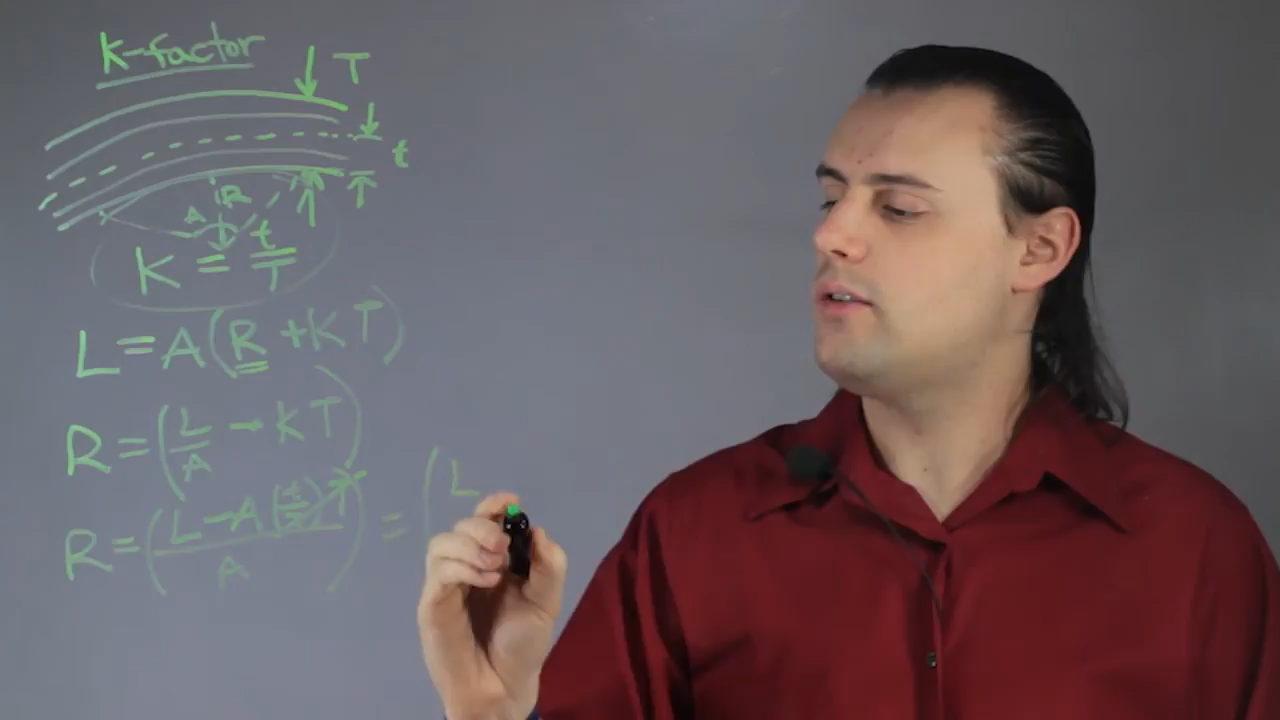 K-factor
T
t
A R
K = t/T
L = A(R + KT)
R = (L/A - KT)
R = (L - A(t/T)T / A) = (L